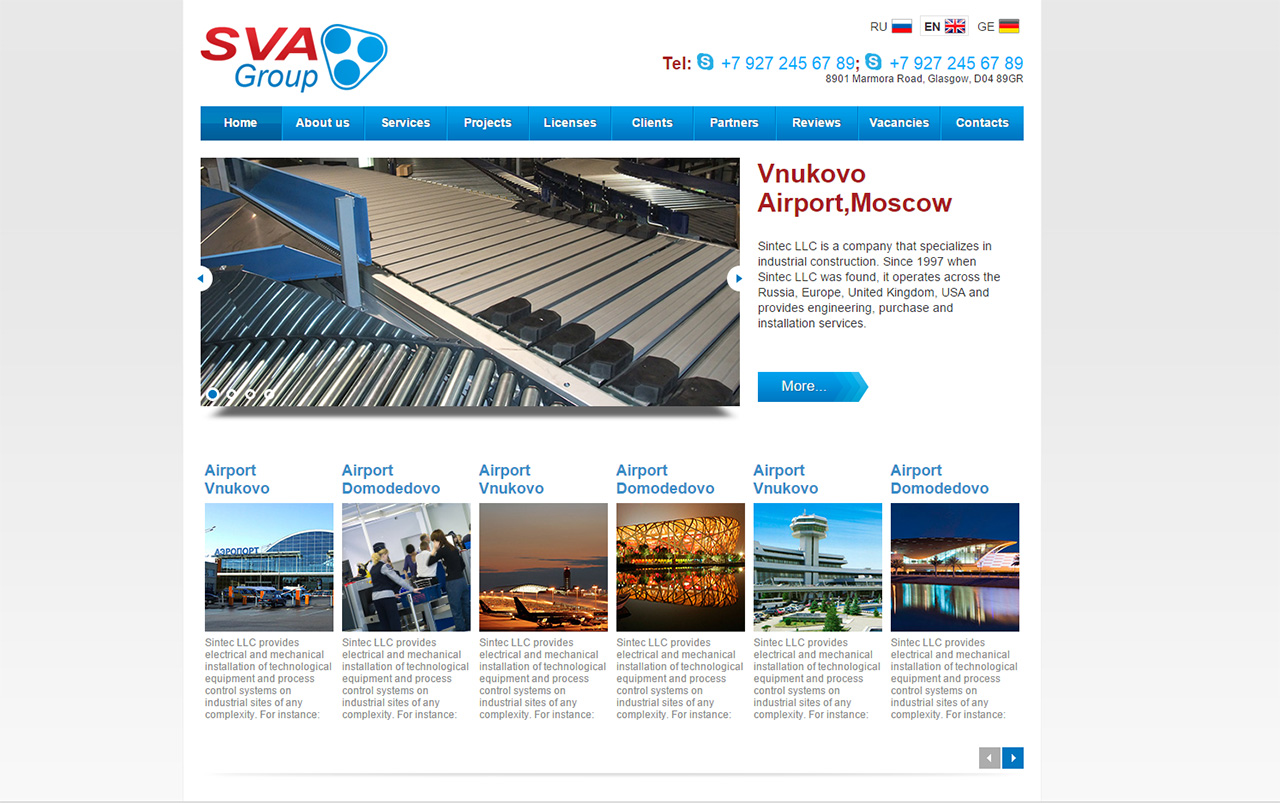 SVA
Group
RU EN GE
Tel: +7 927 245 67 89; +7 927 245 67 89
8901 Marmora Road, Glasgow, D04 89GR
Home About us Services Projects Licenses Clients Partners Reviews Vacancies Contacts
Vnukovo
Airport,Moscow
Sintec LLC is a company that specializes in
industrial construction. Since 1997 when
Sintec LLC was found, it operates across the
Russia, Europe, United Kingdom, USA and
provides engineering, purchase and
installation services.
More...
Airport
Vnukovo
АЭРОПОРТ
Sintec LLC provides
electrical and mechanical
installation of technological
equipment and process
control systems on
industrial sites of any
complexity. For instance:
Airport
Domodedovo
Sintec LLC provides
electrical and mechanical
installation of technological
equipment and process
control systems on
industrial sites of any
complexity. For instance:
Airport
Vnukovo
Sintec LLC provides
electrical and mechanical
installation of technological
equipment and process
control systems on
industrial sites of any
complexity. For instance:
Airport
Domodedovo
Sintec LLC provides
electrical and mechanical
installation of technological
equipment and process
control systems on
industrial sites of any
complexity. For instance:
Airport
Vnukovo
Sintec LLC provides
electrical and mechanical
installation of technological
equipment and process
control systems on
industrial sites of any
complexity. For instance:
Airport
Domodedovo
Sintec LLC provides
electrical and mechanical
installation of technological
equipment and process
control systems on
industrial sites of any
complexity. For instance: